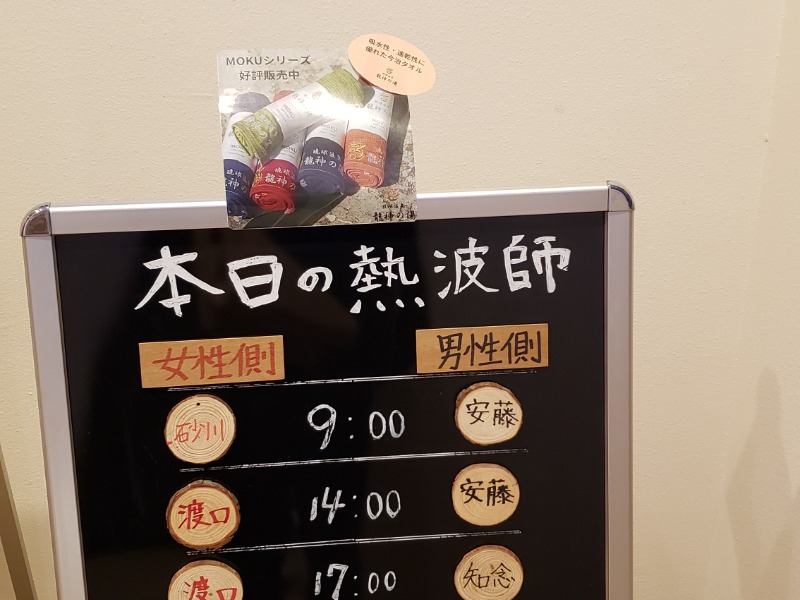 MOKUシリーズ
好評販売中
吸水性・速乾性に
優れた今治タオル
龍神の湯
本日の熱波師
女性側 男性側
砂川 9:00 安藤
渡口 14:00 安藤
渡口 17:00 知念